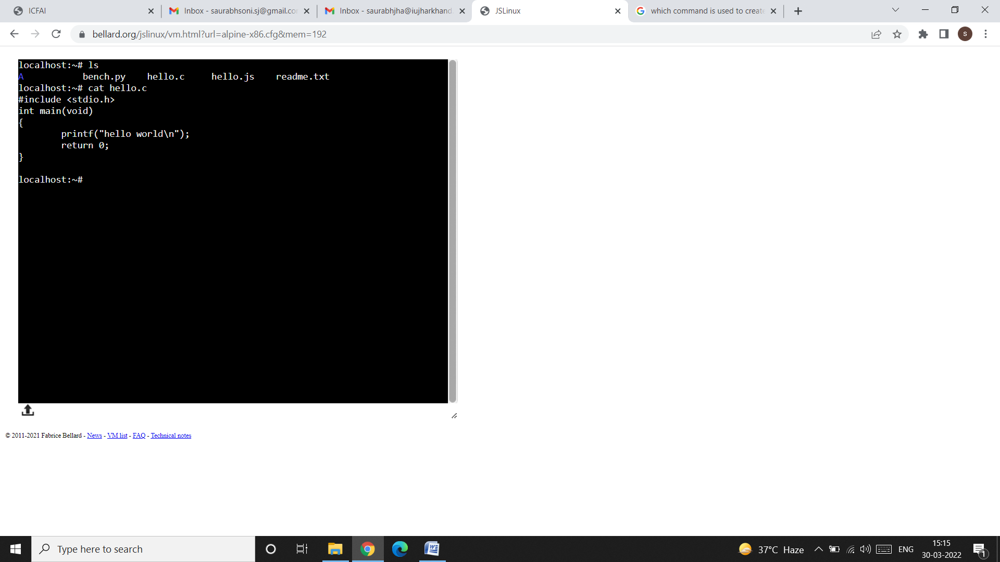 ICFAI
Inbox - saurabhsoni.sj@gmail.co
Inbox - saurabhjha@iujharkhand.
JSLinux
which command is used to create
bellard.org/jslinux/vm.html?url=alpine-x86.cfg&mem=192
S
localhost:~# ls
A bench.py hello.c hello.js readme.txt
localhost:~# cat hello.c
#include <stdio.h>
int main(void)
{
printf("hello world\n");
return 0;
}
localhost:~#
© 2011-2021 Fabrice Bellard - News - VM list - FAQ - Technical notes
Type here to search
37°C Haze
ENG
15:15
30-03-2022
1